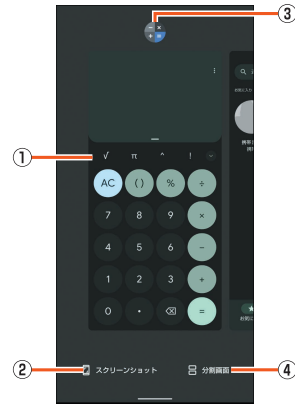 ③
− ×
+ =
①
√ π ^ !
AC ( ) % ÷
7 8 9 ×
4 5 6 −
1 2 3 +
0 • =
② スクリーンショット 分割画面 ④